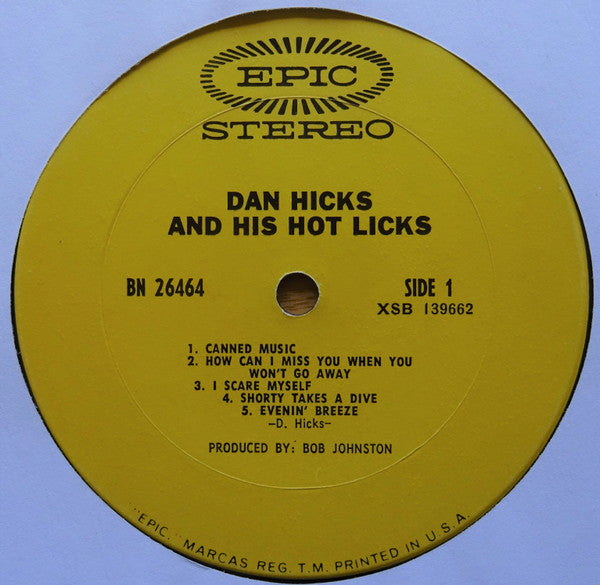 EPIC
STEREO
DAN HICKS
AND HIS HOT LICKS
BN 26464
SIDE 1
XSB 139662
1. CANNED MUSIC
2. HOW CAN I MISS YOU WHEN YOU
WON'T GO AWAY
3. I SCARE MYSELF
4. SHORTY TAKES A DIVE
5. EVENIN' BREEZE
–D. Hicks–
PRODUCED BY: BOB JOHNSTON
"EPIC," MARCAS REG. T.M. PRINTED IN U.S.A.